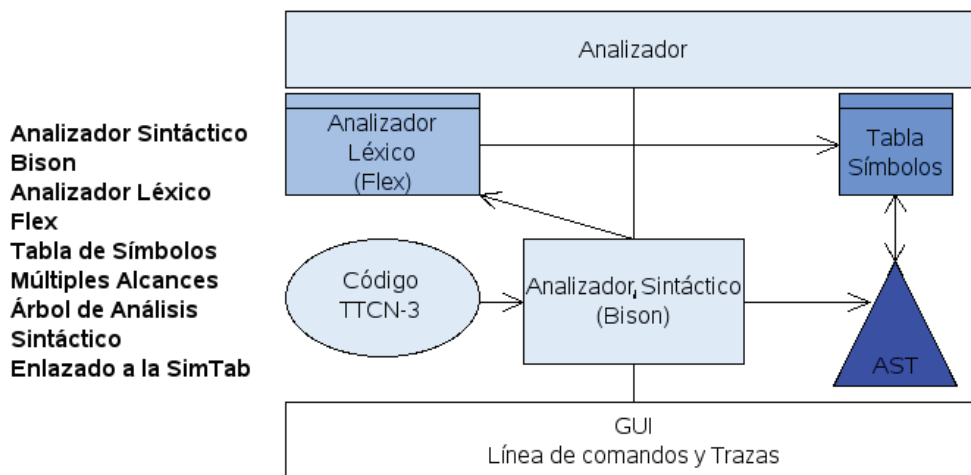 Analizador
Analizador Sintáctico
Bison
Analizador Léxico
Flex
Tabla de Símbolos
Múltiples Alcances
Árbol de Análisis
Sintáctico
Enlazado a la SimTab
Analizador
Léxico
(Flex)
Tabla
Símbolos
Código
TTCN-3
Analizador, Sintáctico
(Bison)
AST
GUI
Línea de comandos y Trazas